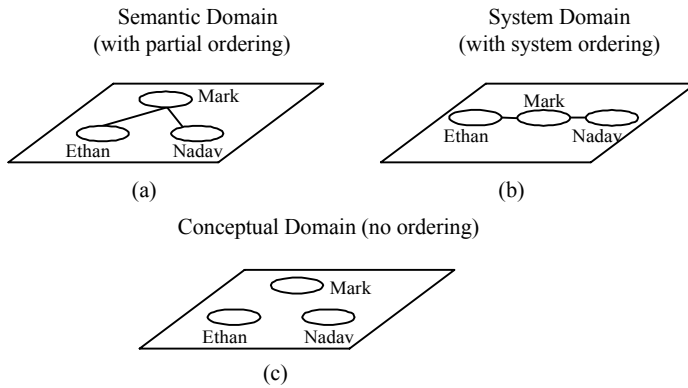 Semantic Domain
(with partial ordering)
Mark
Ethan
Nadav
(a)
System Domain
(with system ordering)
Mark
Ethan
Nadav
(b)
Conceptual Domain (no ordering)
Mark
Ethan
Nadav
(c)